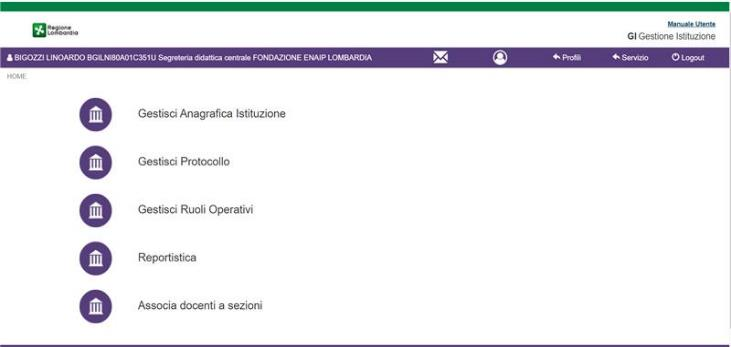 Regione
Lombardia
Manuale Utente
GI Gestione Istituzione
BIGOZZI LINOARDO BGILNI80A01C351U Segreteria didattica centrale FONDAZIONE ENAIP LOMBARDIA
Profili
Servizio
Logout
HOME
Gestisci Anagrafica Istituzione
Gestisci Protocollo
Gestisci Ruoli Operativi
Reportistica
Associa docenti a sezioni